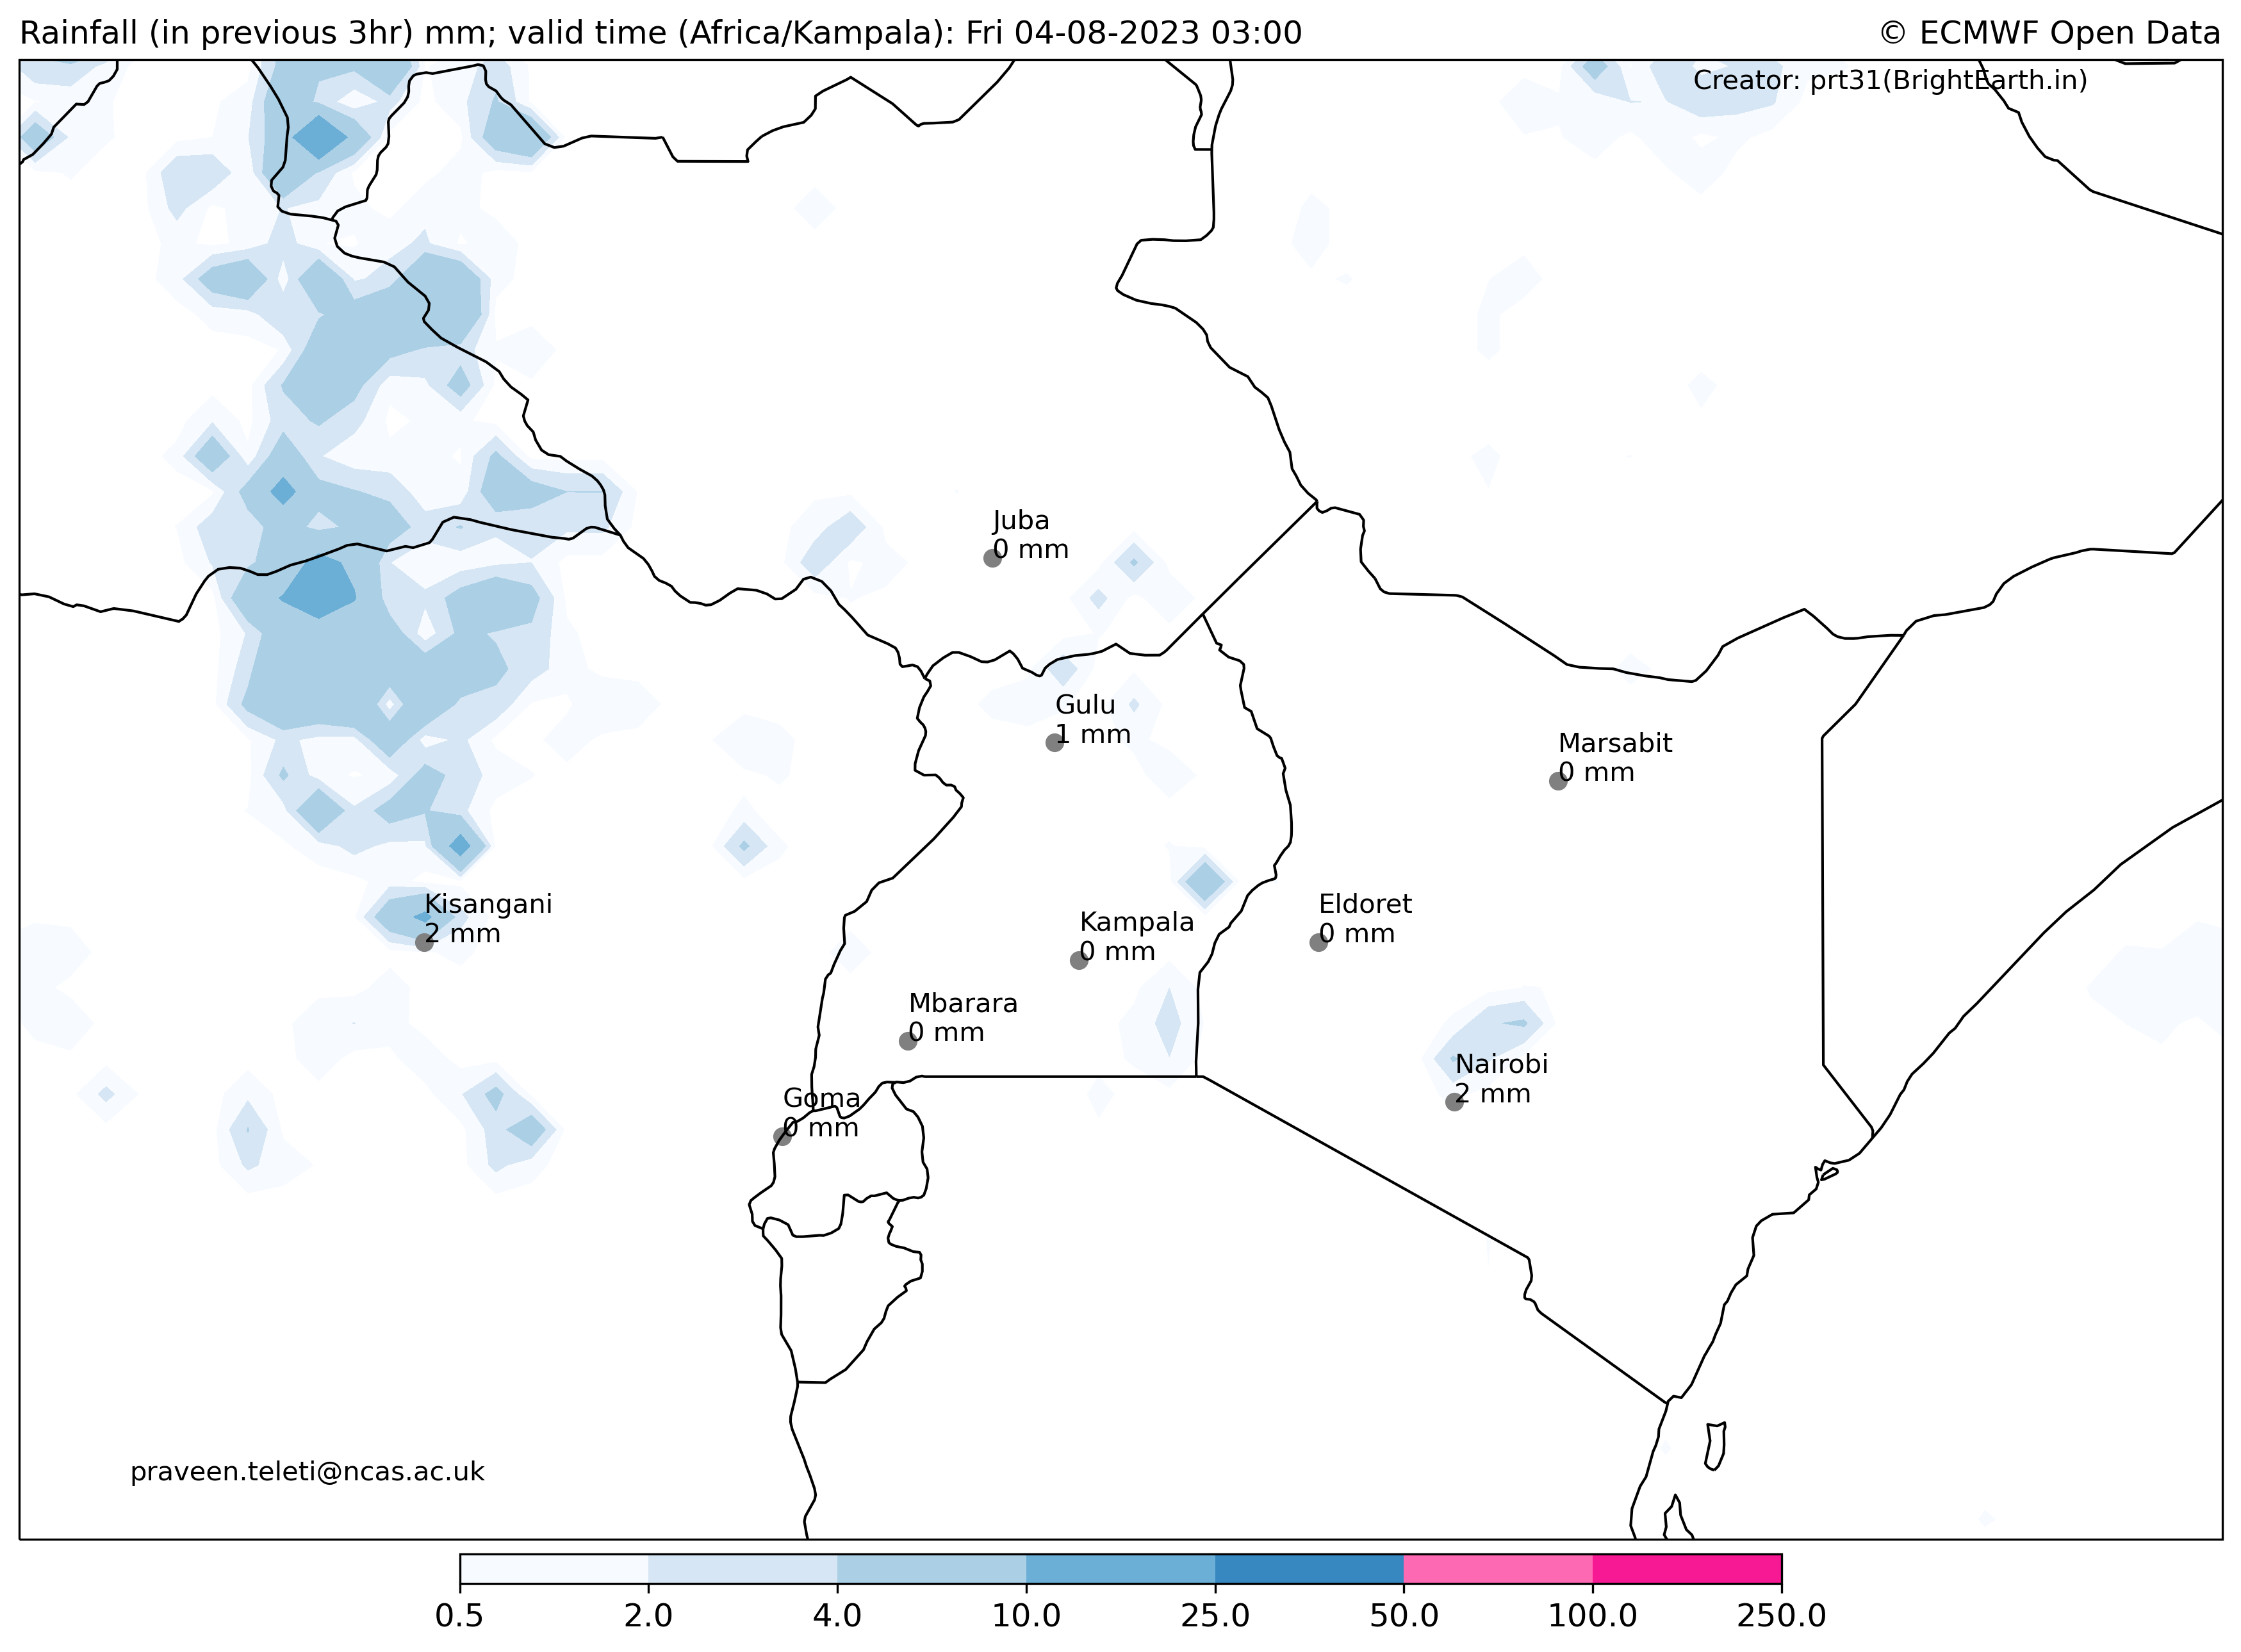 Rainfall (in previous 3hr) mm; valid time (Africa/Kampala): Fri 04-08-2023 03:00
© ECMWF Open Data
Creator: prt31(BrightEarth.in)
Juba
0 mm
Gulu
1 mm
Marsabit
0 mm
Kisangani
2 mm
Kampala
0 mm
Eldoret
0 mm
Mbarara
0 mm
Nairobi
2 mm
Goma
0 mm
praveen.teleti@ncas.ac.uk
0.5 2.0 4.0 10.0 25.0 50.0 100.0 250.0